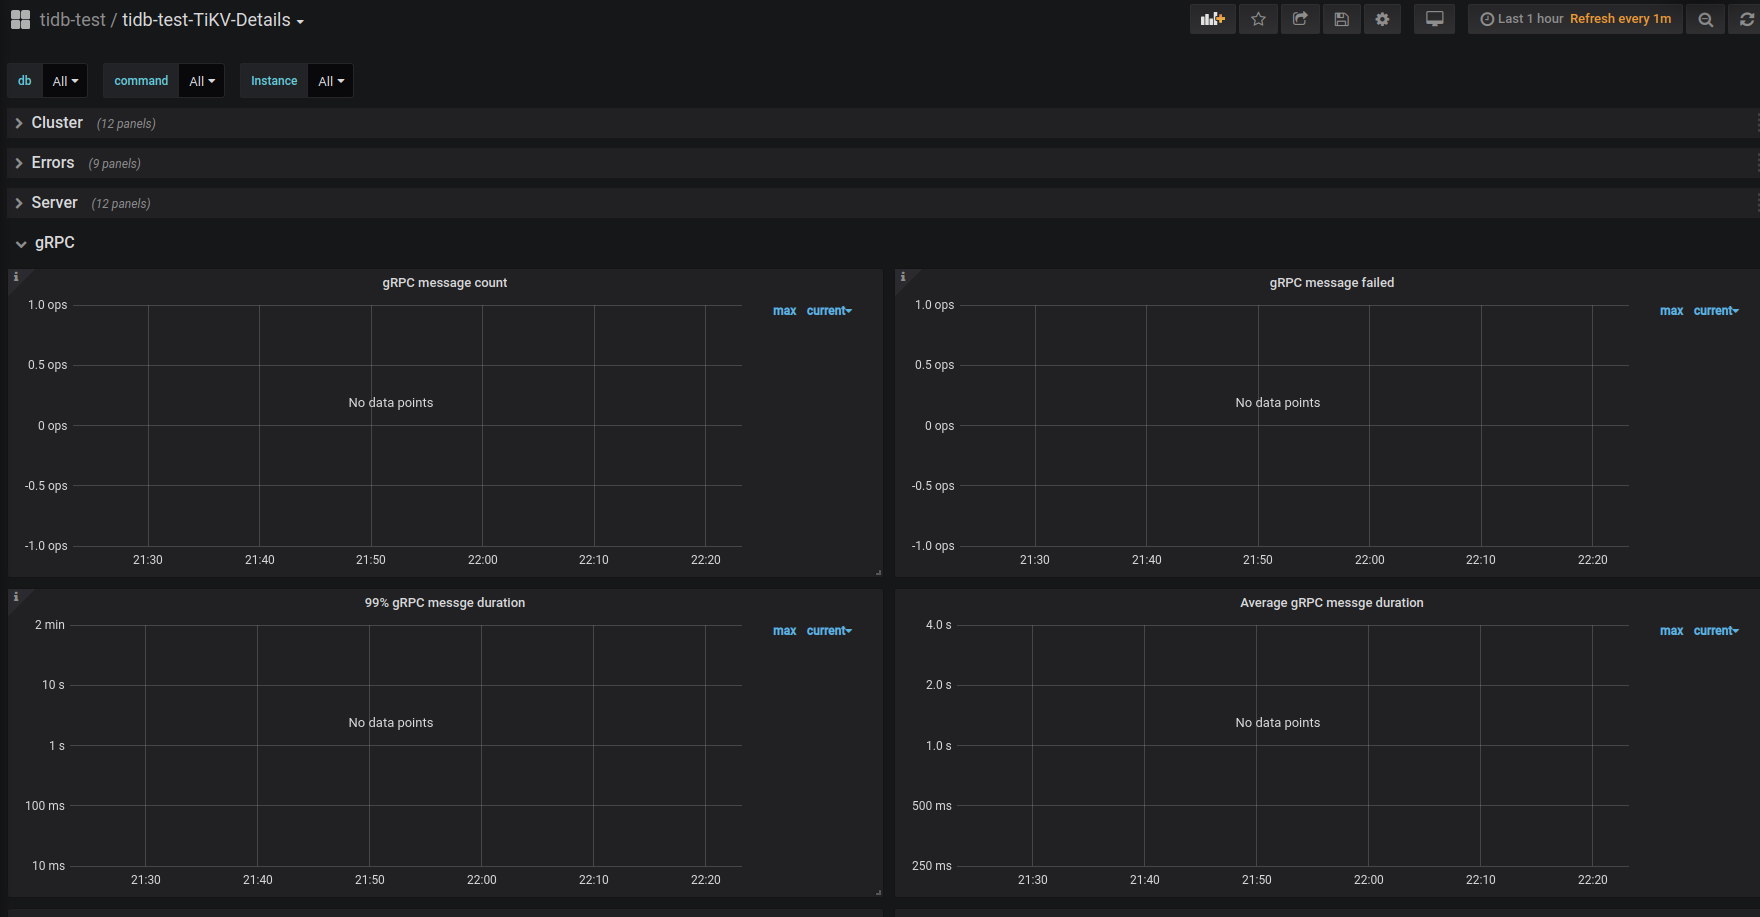 tidb-test / tidb-test-TiKV-Details
Last 1 hour Refresh every 1m
db All command All Instance All
Cluster (12 panels)
Errors (9 panels)
Server (12 panels)
gRPC
gRPC message count
max current
1.0 ops
0.5 ops
0 ops
-0.5 ops
-1.0 ops
No data points
21:30 21:40 21:50 22:00 22:10 22:20
gRPC message failed
max current
1.0 ops
0.5 ops
0 ops
-0.5 ops
-1.0 ops
No data points
21:30 21:40 21:50 22:00 22:10 22:20
99% gRPC messge duration
max current
2 min
10 s
1 s
100 ms
10 ms
No data points
21:30 21:40 21:50 22:00 22:10 22:20
Average gRPC messge duration
max current
4.0 s
2.0 s
1.0 s
500 ms
250 ms
No data points
21:30 21:40 21:50 22:00 22:10 22:20